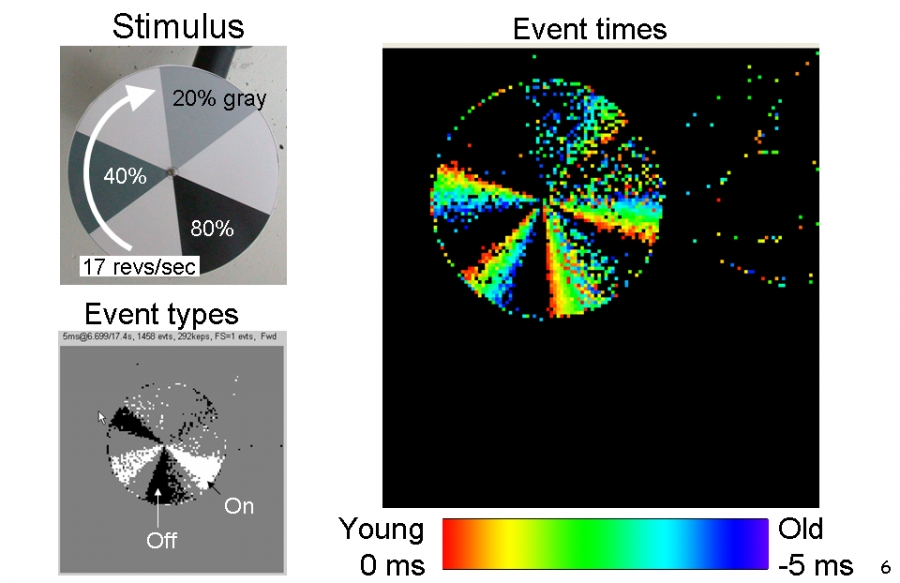 Stimulus
20% gray
40%
80%
17 revs/sec
Event types
5ms@6.699/17.4s, 1458 evts, 292keps, FS=1 evts, Fwd
On
Off
Event times
Young
0 ms
Old
-5 ms
6